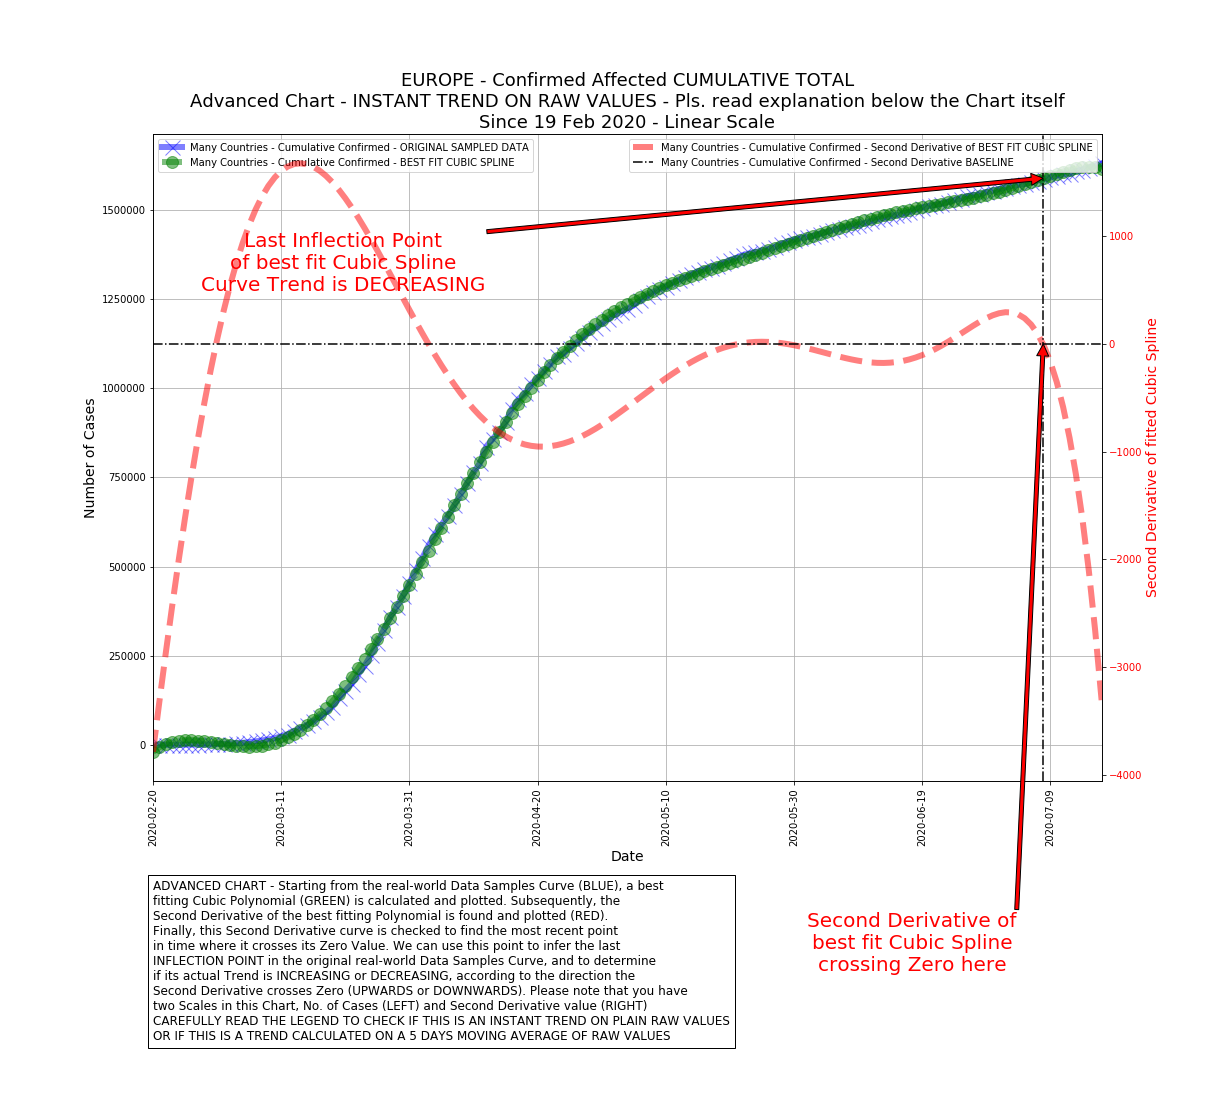 EUROPE - Confirmed Affected CUMULATIVE TOTAL
Advanced Chart - INSTANT TREND ON RAW VALUES - Pls. read explanation below the Chart itself
Since 19 Feb 2020 - Linear Scale
Many Countries - Cumulative Confirmed - ORIGINAL SAMPLED DATA
Many Countries - Cumulative Confirmed - BEST FIT CUBIC SPLINE
Many Countries - Cumulative Confirmed - Second Derivative of BEST FIT CUBIC SPLINE
Many Countries - Cumulative Confirmed - Second Derivative BASELINE
Last Inflection Point
of best fit Cubic Spline
Curve Trend is DECREASING
Number of Cases
1500000
1250000
1000000
750000
500000
250000
0
1000
0
−1000
−2000
−3000
−4000
Second Derivative of fitted Cubic Spline
2020-02-20
2020-03-11
2020-03-31
2020-04-20
2020-05-10
2020-05-30
2020-06-19
2020-07-09
Date
ADVANCED CHART - Starting from the real-world Data Samples Curve (BLUE), a best
fitting Cubic Polynomial (GREEN) is calculated and plotted. Subsequently, the
Second Derivative of the best fitting Polynomial is found and plotted (RED).
Finally, this Second Derivative curve is checked to find the most recent point
in time where it crosses its Zero Value. We can use this point to infer the last
INFLECTION POINT in the original real-world Data Samples Curve, and to determine
if its actual Trend is INCREASING or DECREASING, according to the direction the
Second Derivative crosses Zero (UPWARDS or DOWNWARDS). Please note that you have
two Scales in this Chart, No. of Cases (LEFT) and Second Derivative value (RIGHT)
CAREFULLY READ THE LEGEND TO CHECK IF THIS IS AN INSTANT TREND ON PLAIN RAW VALUES
OR IF THIS IS A TREND CALCULATED ON A 5 DAYS MOVING AVERAGE OF RAW VALUES
Second Derivative of
best fit Cubic Spline
crossing Zero here